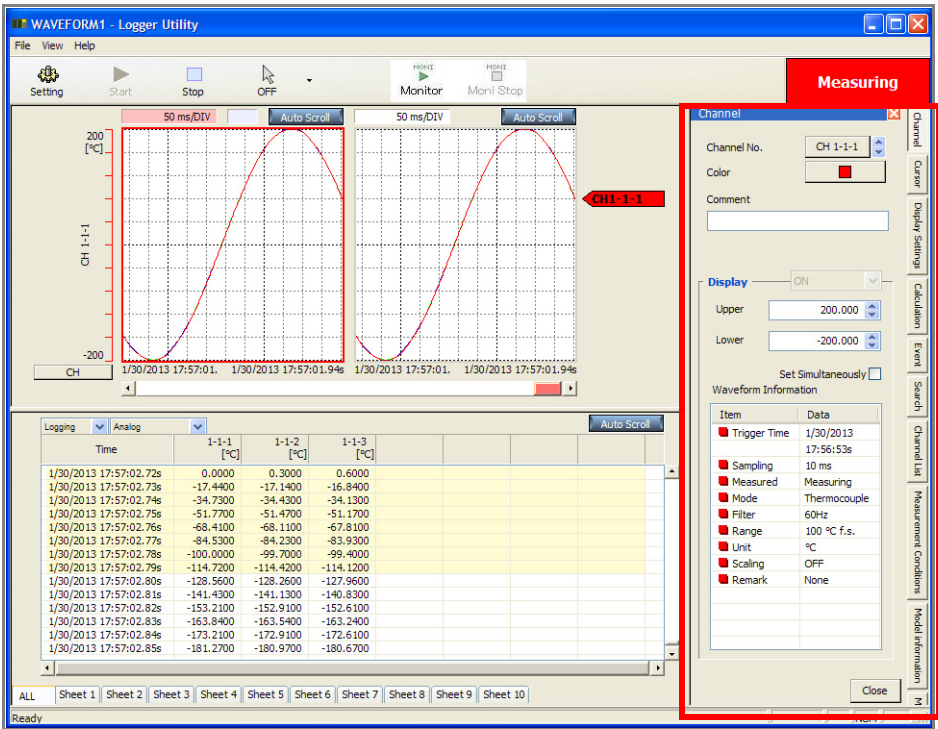 WAVEFORM1 - Logger Utility
File View Help
MONI MONI
Setting Start Stop OFF Monitor Moni Stop
Measuring
50 ms/DIV Auto Scroll 50 ms/DIV Auto Scroll
200
[°C]
CH 1-1-1
-200
CH1-1-1
CH 1/30/2013 17:57:01. 1/30/2013 17:57:01.94s 1/30/2013 17:57:01. 1/30/2013 17:57:01.94s
Logging Analog Auto Scroll
Time 1-1-1 1-1-2 1-1-3
[°C] [°C] [°C]
1/30/2013 17:57:02.72s 0.0000 0.3000 0.6000
1/30/2013 17:57:02.73s -17.4400 -17.1400 -16.8400
1/30/2013 17:57:02.74s -34.7300 -34.4300 -34.1300
1/30/2013 17:57:02.75s -51.7700 -51.4700 -51.1700
1/30/2013 17:57:02.76s -68.4100 -68.1100 -67.8100
1/30/2013 17:57:02.77s -84.5300 -84.2300 -83.9300
1/30/2013 17:57:02.78s -100.0000 -99.7000 -99.4000
1/30/2013 17:57:02.79s -114.7200 -114.4200 -114.1200
1/30/2013 17:57:02.80s -128.5600 -128.2600 -127.9600
1/30/2013 17:57:02.81s -141.4300 -141.1300 -140.8300
1/30/2013 17:57:02.82s -153.2100 -152.9100 -152.6100
1/30/2013 17:57:02.83s -163.8400 -163.5400 -163.2400
1/30/2013 17:57:02.84s -173.2100 -172.9100 -172.6100
1/30/2013 17:57:02.85s -181.2700 -180.9700 -180.6700
ALL Sheet 1 Sheet 2 Sheet 3 Sheet 4 Sheet 5 Sheet 6 Sheet 7 Sheet 8 Sheet 9 Sheet 10
Ready
Channel
Channel No. CH 1-1-1
Color
Comment
Display ON
Upper 200.000
Lower -200.000
Set Simultaneously
Waveform Information
Item Data
Trigger Time 1/30/2013
17:56:53s
Sampling 10 ms
Measured Measuring
Mode Thermocouple
Filter 60Hz
Range 100 °C f.s.
Unit °C
Scaling OFF
Remark None
Close
Channel
Cursor
Display Settings
Calculation
Event
Search
Channel List
Measurement Conditions
Model information
M